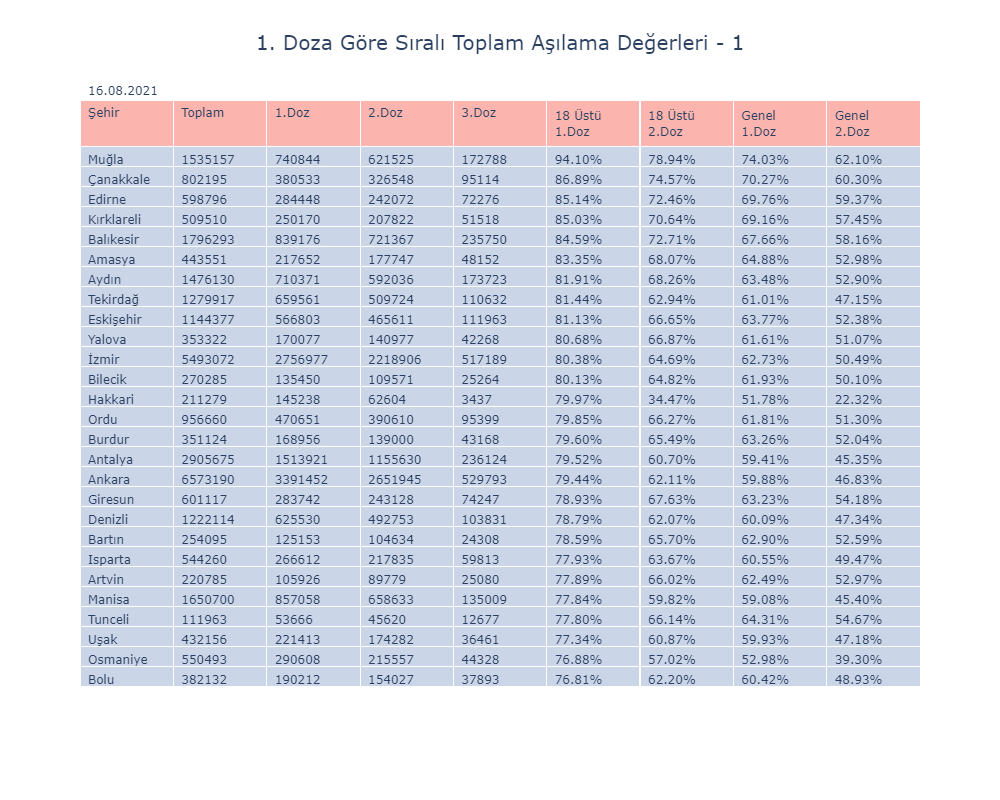 1. Doza Göre Sıralı Toplam Aşılama Değerleri - 1
16.08.2021
Şehir Toplam 1.Doz 2.Doz 3.Doz 18 Üstü 1.Doz 18 Üstü 2.Doz Genel 1.Doz Genel 2.Doz
Muğla 1535157 740844 621525 172788 94.10% 78.94% 74.03% 62.10%
Çanakkale 802195 380533 326548 95114 86.89% 74.57% 70.27% 60.30%
Edirne 598796 284448 242072 72276 85.14% 72.46% 69.76% 59.37%
Kırklareli 509510 250170 207822 51518 85.03% 70.64% 69.16% 57.45%
Balıkesir 1796293 839176 721367 235750 84.59% 72.71% 67.66% 58.16%
Amasya 443551 217652 177747 48152 83.35% 68.07% 64.88% 52.98%
Aydın 1476130 710371 592036 173723 81.91% 68.26% 63.48% 52.90%
Tekirdağ 1279917 659561 509724 110632 81.44% 62.94% 61.01% 47.15%
Eskişehir 1144377 566803 465611 111963 81.13% 66.65% 63.77% 52.38%
Yalova 353322 170077 140977 42268 80.68% 66.87% 61.61% 51.07%
İzmir 5493072 2756977 2218906 517189 80.38% 64.69% 62.73% 50.49%
Bilecik 270285 135450 109571 25264 80.13% 64.82% 61.93% 50.10%
Hakkari 211279 145238 62604 3437 79.97% 34.47% 51.78% 22.32%
Ordu 956660 470651 390610 95399 79.85% 66.27% 61.81% 51.30%
Burdur 351124 168956 139000 43168 79.60% 65.49% 63.26% 52.04%
Antalya 2905675 1513921 1155630 236124 79.52% 60.70% 59.41% 45.35%
Ankara 6573190 3391452 2651945 529793 79.44% 62.11% 59.88% 46.83%
Giresun 601117 283742 243128 74247 78.93% 67.63% 63.23% 54.18%
Denizli 1222114 625530 492753 103831 78.79% 62.07% 60.09% 47.34%
Bartın 254095 125153 104634 24308 78.59% 65.70% 62.90% 52.59%
Isparta 544260 266612 217835 59813 77.93% 63.67% 60.55% 49.47%
Artvin 220785 105926 89779 25080 77.89% 66.02% 62.49% 52.97%
Manisa 1650700 857058 658633 135009 77.84% 59.82% 59.08% 45.40%
Tunceli 111963 53666 45620 12677 77.80% 66.14% 64.31% 54.67%
Uşak 432156 221413 174282 36461 77.34% 60.87% 59.93% 47.18%
Osmaniye 550493 290608 215557 44328 76.88% 57.02% 52.98% 39.30%
Bolu 382132 190212 154027 37893 76.81% 62.20% 60.42% 48.93%